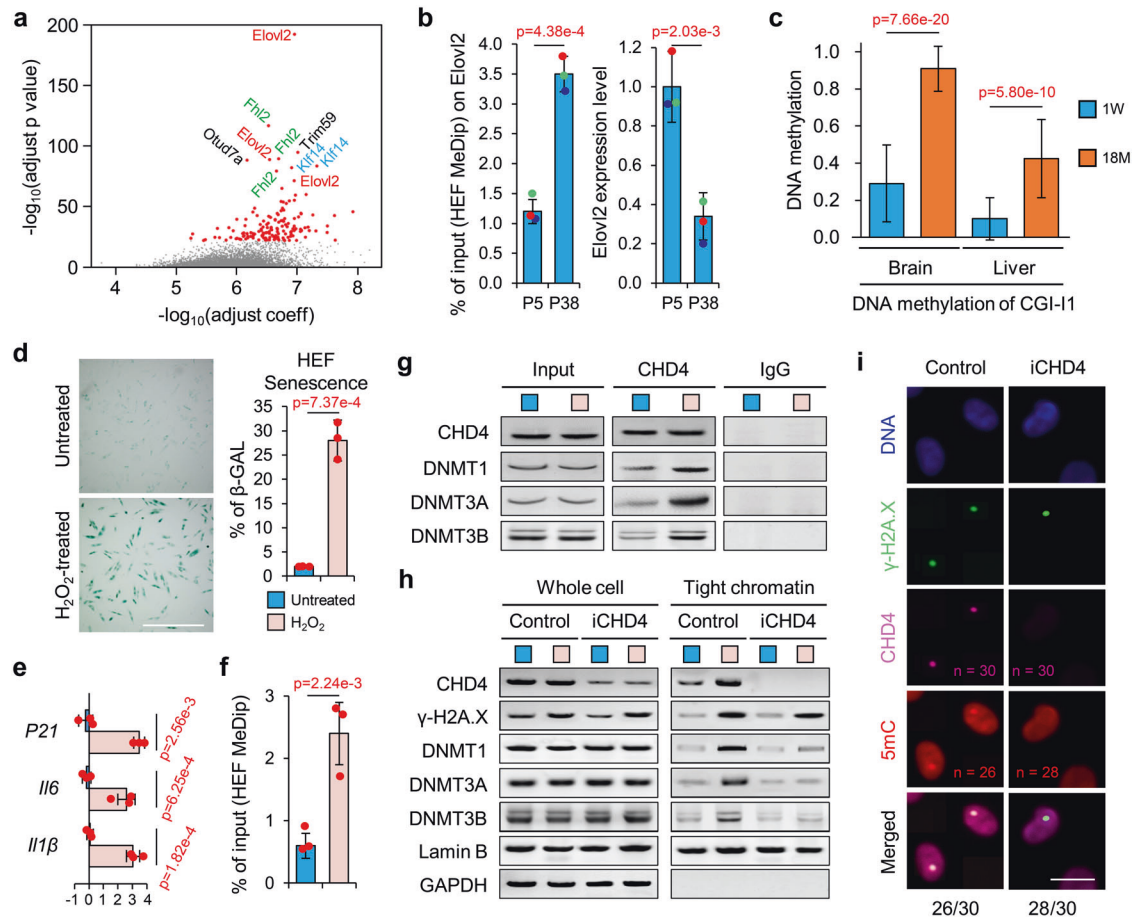 a
200
150
100
50
0
-log10(adjust p value)
4 5 6 7 8
-log10(adjust coeff)
Elovl2
Fhl2
Otud7a
Elovl2
Fhl2
Trim59
Klf14
Klf14
Fhl2
Elovl2
b
p=4.38e-4
% of input (HEF MeDip) on Elovl2
4.0
3.5
3.0
2.5
2.0
1.5
1.0
0.5
0.0
P5 P38
p=2.03e-3
Elovl2 expression level
1.2
1.0
0.8
0.6
0.4
0.2
0.0
P5 P38
c
p=7.66e-20
p=5.80e-10
DNA methylation
1.0
0.8
0.6
0.4
0.2
0.0
Brain Liver
DNA methylation of CGI-I1
1W
18M
d
Untreated
H2O2-treated
HEF
Senescence
p=7.37e-4
% of β-GAL
35
30
25
20
15
10
5
0
Untreated
H2O2
e
P21
Il6
Il1β
p=2.56e-3
p=6.25e-4
p=1.82e-4
-1 0 1 2 3 4
f
p=2.24e-3
% of input (HEF MeDip)
3
2
1
0
g
Input CHD4 IgG
CHD4
DNMT1
DNMT3A
DNMT3B
h
Whole cell Tight chromatin
Control iCHD4 Control iCHD4
CHD4
γ-H2A.X
DNMT1
DNMT3A
DNMT3B
Lamin B
GAPDH
i
Control iCHD4
DNA
γ-H2A.X
CHD4
n = 30 n = 30
5mC
n = 26 n = 28
Merged
26/30 28/30